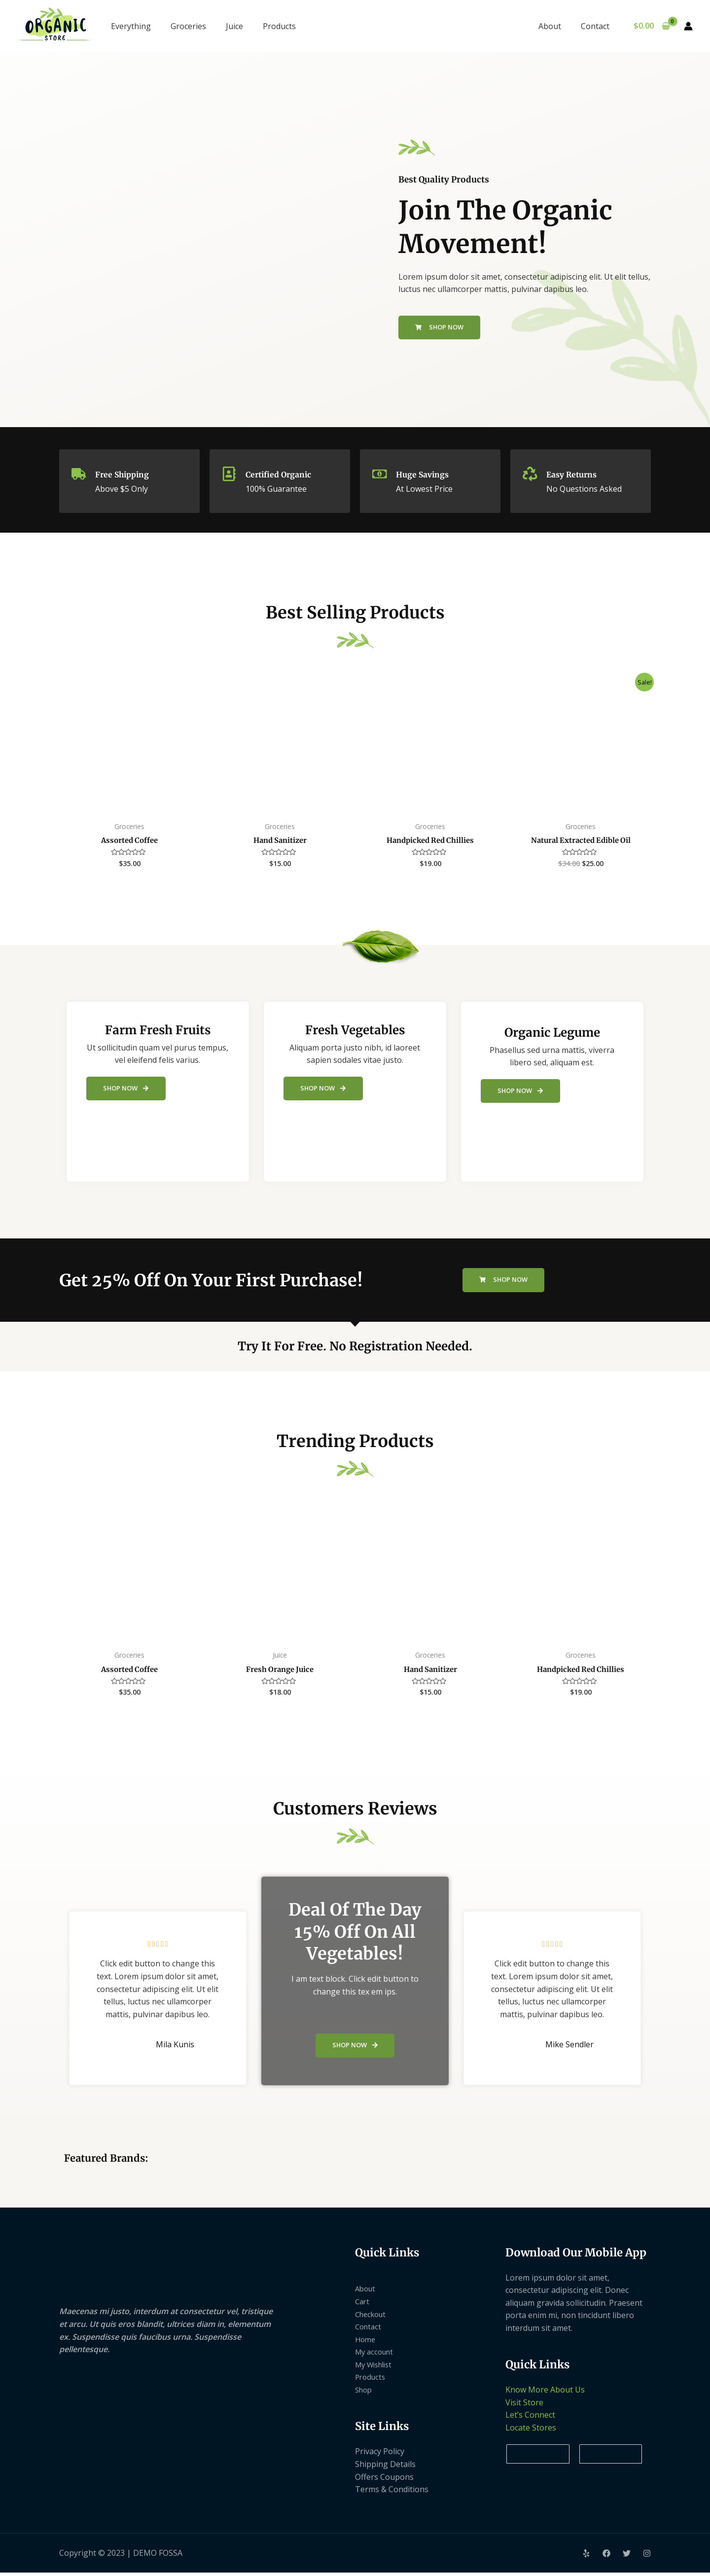 ORGANIC
STORE
Everything
Groceries
Juice
Products
About
Contact
$0.00
0
Best Quality Products
Join The Organic
Movement!
Lorem ipsum dolor sit amet, consectetur adipiscing elit. Ut elit tellus,
luctus nec ullamcorper mattis, pulvinar dapibus leo.
SHOP NOW
Free Shipping
Above $5 Only
Certified Organic
100% Guarantee
Huge Savings
At Lowest Price
Easy Returns
No Questions Asked
Best Selling Products
Sale!
Groceries
Assorted Coffee
$35.00
Groceries
Hand Sanitizer
$15.00
Groceries
Handpicked Red Chillies
$19.00
Groceries
Natural Extracted Edible Oil
$34.00 $25.00
Farm Fresh Fruits
Ut sollicitudin quam vel purus tempus,
vel eleifend felis varius.
SHOP NOW
Fresh Vegetables
Aliquam porta justo nibh, id laoreet
sapien sodales vitae justo.
SHOP NOW
Organic Legume
Phasellus sed urna mattis, viverra
libero sed, aliquam est.
SHOP NOW
Get 25% Off On Your First Purchase!
SHOP NOW
Try It For Free. No Registration Needed.
Trending Products
Groceries
Assorted Coffee
$35.00
Juice
Fresh Orange Juice
$18.00
Groceries
Hand Sanitizer
$15.00
Groceries
Handpicked Red Chillies
$19.00
Customers Reviews
Click edit button to change this
text. Lorem ipsum dolor sit amet,
consectetur adipiscing elit. Ut elit
tellus, luctus nec ullamcorper
mattis, pulvinar dapibus leo.
Mila Kunis
Deal Of The Day
15% Off On All
Vegetables!
I am text block. Click edit button to
change this tex em ips.
SHOP NOW
Click edit button to change this
text. Lorem ipsum dolor sit amet,
consectetur adipiscing elit. Ut elit
tellus, luctus nec ullamcorper
mattis, pulvinar dapibus leo.
Mike Sendler
Featured Brands:
Maecenas mi justo, interdum at consectetur vel, tristique
et arcu. Ut quis eros blandit, ultrices diam in, elementum
ex. Suspendisse quis faucibus urna. Suspendisse
pellentesque.
Quick Links
About
Cart
Checkout
Contact
Home
My account
My Wishlist
Products
Shop
Site Links
Privacy Policy
Shipping Details
Offers Coupons
Terms & Conditions
Download Our Mobile App
Lorem ipsum dolor sit amet,
consectetur adipiscing elit. Donec
aliquam gravida sollicitudin. Praesent
porta enim mi, non tincidunt libero
interdum sit amet.
Quick Links
Know More About Us
Visit Store
Let's Connect
Locate Stores
Copyright © 2023 | DEMO FOSSA